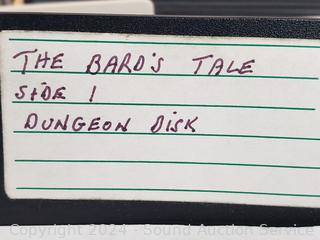 THE BARD'S TALE
SIDE 1
DUNGEON DISK
Copyright 2024 - Sound Auction Service